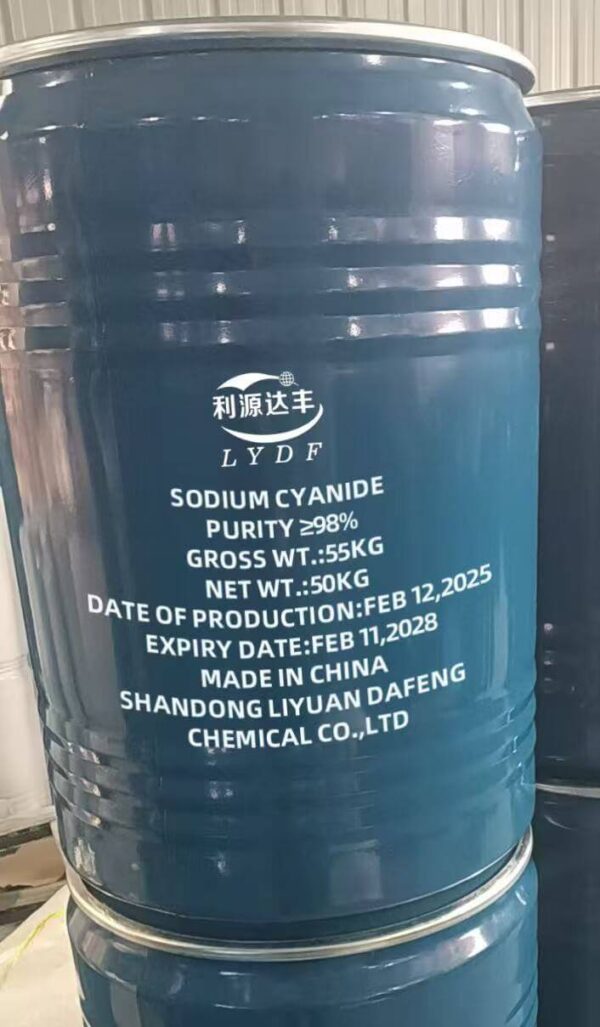 利源达丰
LYDF
SODIUM CYANIDE
PURITY ≥98%
GROSS WT.:55KG
NET WT.:50KG
DATE OF PRODUCTION:FEB 12,2025
EXPIRY DATE:FEB 11,2028
MADE IN CHINA
SHANDONG LIYUAN DAFENG
CHEMICAL CO.,LTD